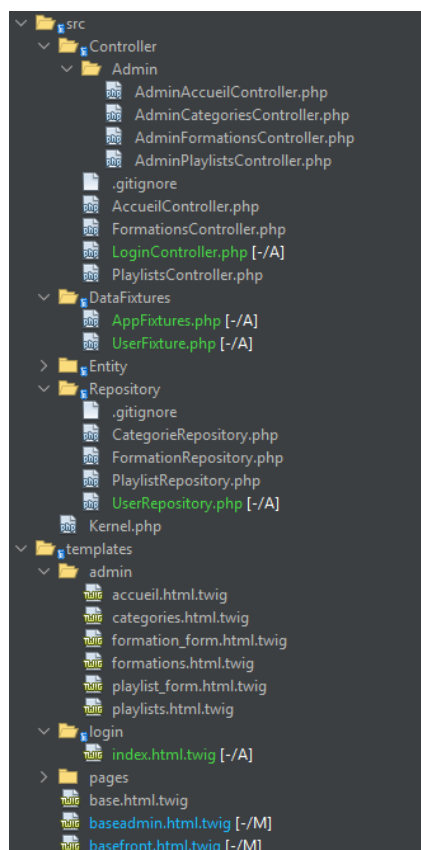 src
Controller
Admin
AdminAccueilController.php
AdminCategoriesController.php
AdminFormationsController.php
AdminPlaylistsController.php
.gitignore
AccueilController.php
FormationsController.php
LoginController.php [-/A]
PlaylistsController.php
DataFixtures
AppFixtures.php [-/A]
UserFixture.php [-/A]
Entity
Repository
.gitignore
CategorieRepository.php
FormationRepository.php
PlaylistRepository.php
UserRepository.php [-/A]
Kernel.php
templates
admin
accueil.html.twig
categories.html.twig
formation_form.html.twig
formations.html.twig
playlist_form.html.twig
playlists.html.twig
login
index.html.twig [-/A]
pages
base.html.twig
baseadmin.html.twig [-/M]
basefront.html.twig [-/M]